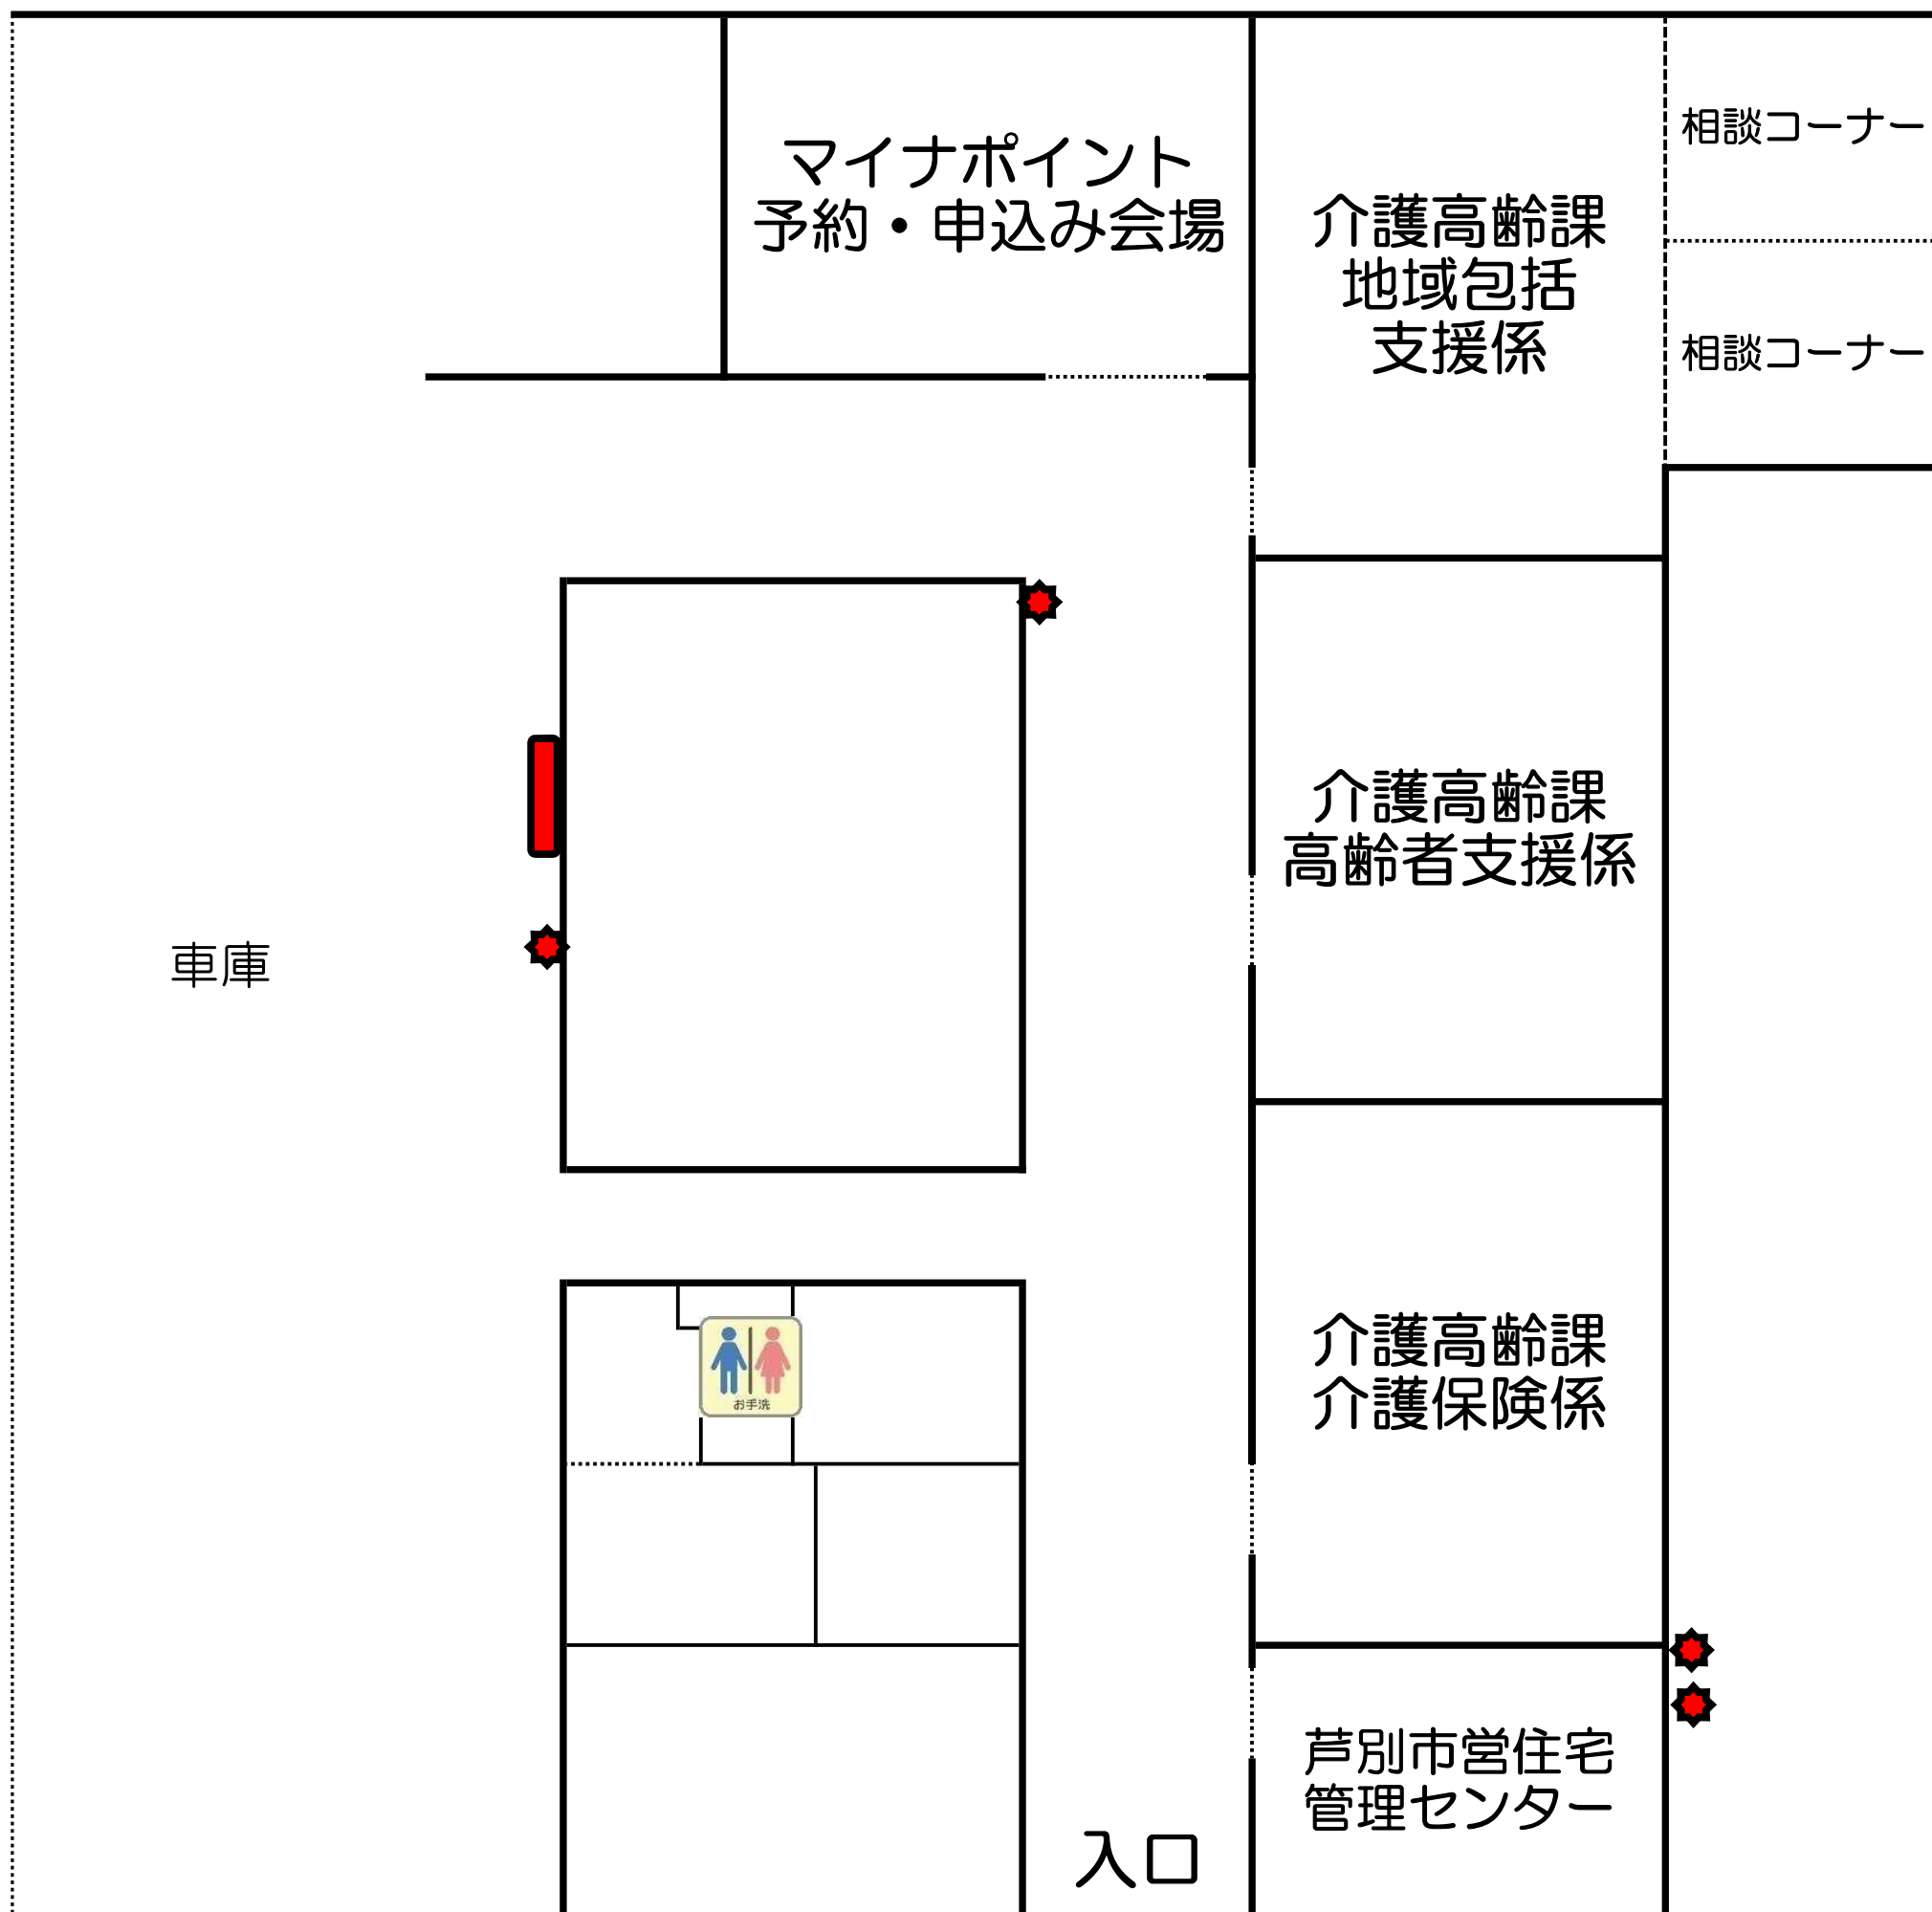 マイナポイント
予約・申込み会場
介護高齢課
地域包括
支援係
相談コーナー
相談コーナー
介護高齢課
高齢者支援係
車庫
介護高齢課
介護保険係
お手洗
芦別市営住宅
管理センター
入口